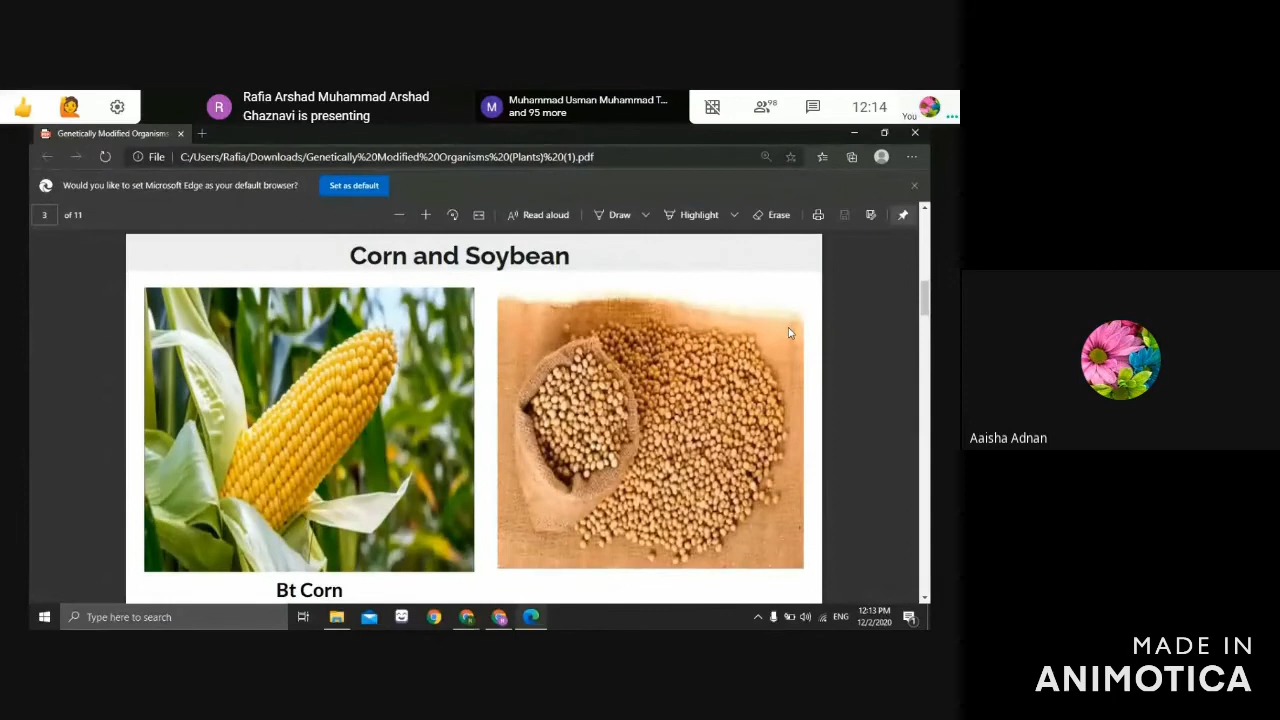 Rafia Arshad Muhammad Arshad
Ghaznavi is presenting
R
M
Muhammad Usman Muhammad T...
and 95 more
98
12:14
You
Genetically Modified Organisms
File
C:/Users/Rafia/Downloads/Genetically%20Modified%20Organisms%20(Plants)%20(1).pdf
Would you like to set Microsoft Edge as your default browser?
Set as default
3 of 11
Read aloud
Draw
Highlight
Erase
Corn and Soybean
Bt Corn
Aaisha Adnan
Type here to search
ENG
12:13 PM
12/2/2020
MADE IN
ANIMOTICA